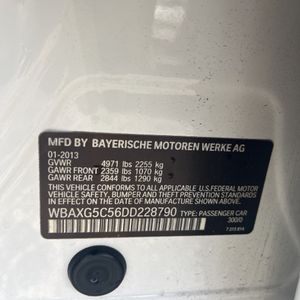 MFD BY BAYERISCHE MOTOREN WERKE AG
01-2013
GVWR 4971 lbs 2255 kg
GAWR FRONT 2359 lbs 1070 kg
GAWR REAR 2844 lbs 1290 kg
THIS VEHICLE CONFORMS TO ALL APPLICABLE U.S.FEDERAL MOTOR
VEHICLE SAFETY, BUMPER, AND THEFT PREVENTION STANDARDS
IN EFFECT ON THE DATE OF MANUFACTURE SHOWN ABOVE.
WBAXG5C56DD228790 TYPE: PASSENGER CAR
300/0